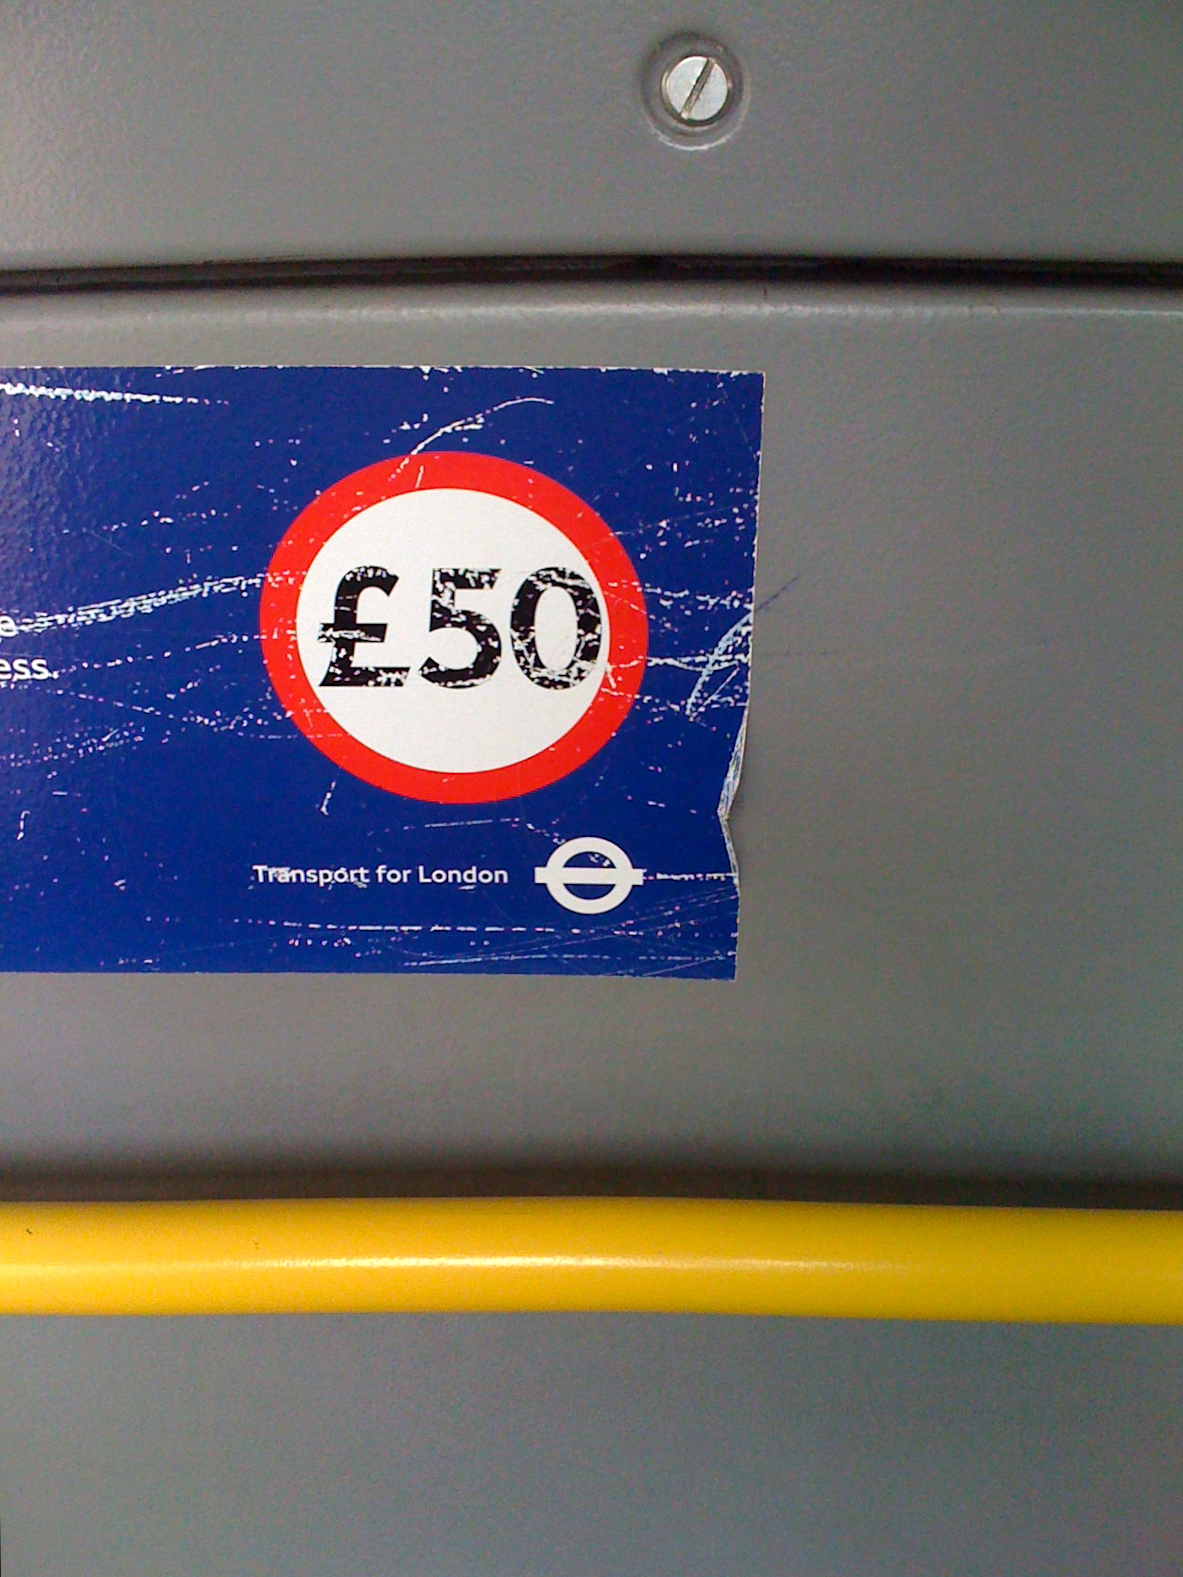 £50
ess.
Transport for London